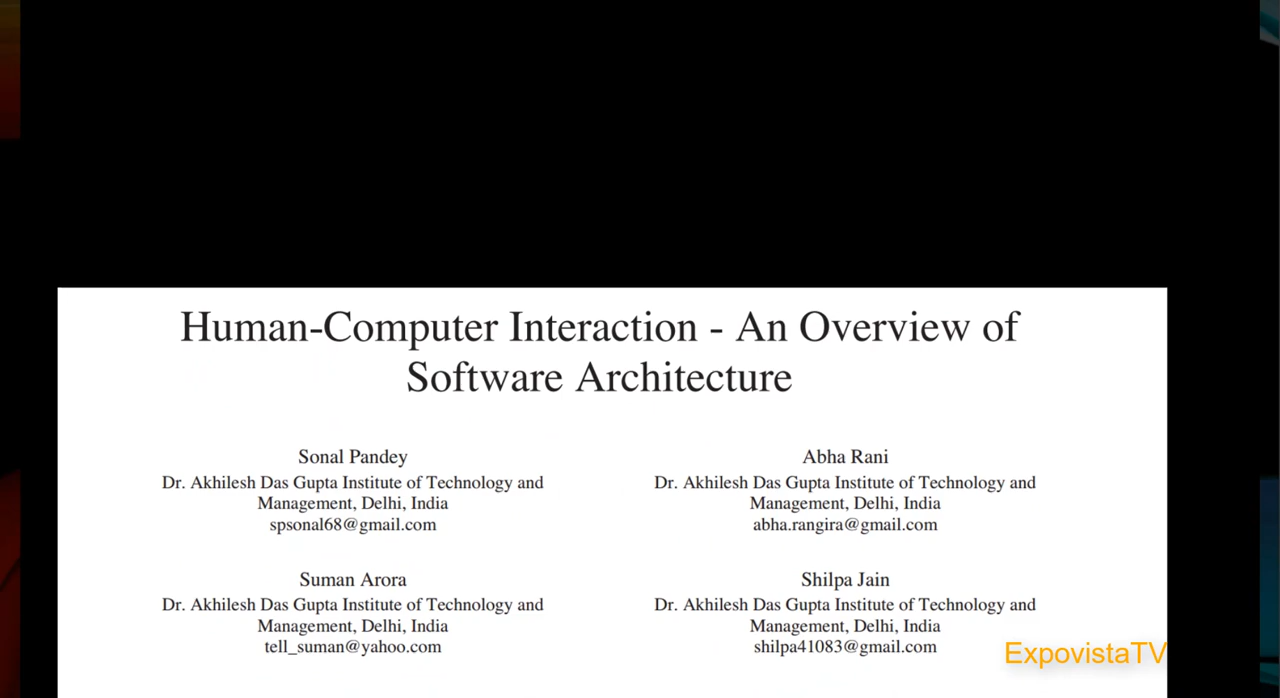 Human-Computer Interaction - An Overview of
Software Architecture
Sonal Pandey
Dr. Akhilesh Das Gupta Institute of Technology and
Management, Delhi, India
spsonal68@gmail.com
Abha Rani
Dr. Akhilesh Das Gupta Institute of Technology and
Management, Delhi, India
abha.rangira@gmail.com
Suman Arora
Dr. Akhilesh Das Gupta Institute of Technology and
Management, Delhi, India
tell_suman@yahoo.com
Shilpa Jain
Dr. Akhilesh Das Gupta Institute of Technology and
Management, Delhi, India
shilpa41083@gmail.com
ExpovistaTV